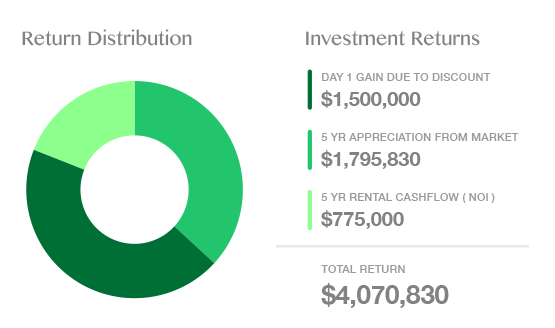 Return Distribution
Investment Returns
DAY 1 GAIN DUE TO DISCOUNT
$1,500,000
5 YR APPRECIATION FROM MARKET
$1,795,830
5 YR RENTAL CASHFLOW ( NOI )
$775,000
TOTAL RETURN
$4,070,830